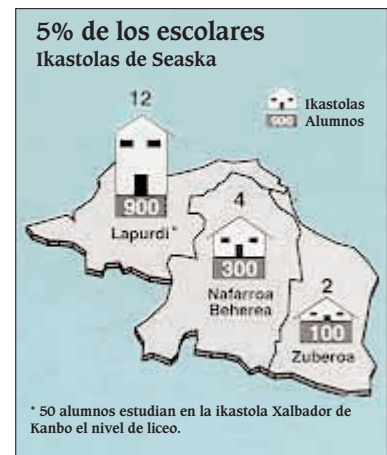 5% de los escolares
Ikastolas de Seaska
12
Ikastolas
900 Alumnos
900
Lapurdi*
4
300
Nafarroa
Beherea
2
100
Zuberoa
* 50 alumnos estudian en la ikastola Xalbador de
Kanbo el nivel de liceo.